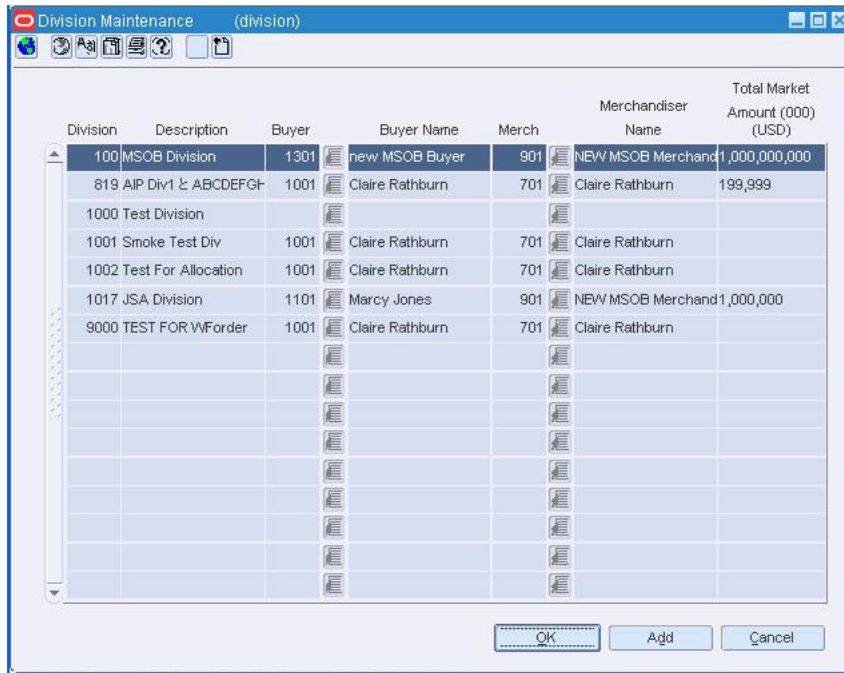 Division Maintenance (division)
Total Market
Merchandiser Amount (000)
Division Description Buyer Buyer Name Merch Name (USD)
100 MSOB Division 1301 new MSOB Buyer 901 NEW MSOB Merchand 1,000,000,000
819 AIP Div1 と ABCDEFGH 1001 Claire Rathburn 701 Claire Rathburn 199,999
1000 Test Division
1001 Smoke Test Div 1001 Claire Rathburn 701 Claire Rathburn
1002 Test For Allocation 1001 Claire Rathburn 701 Claire Rathburn
1017 JSA Division 1101 Marcy Jones 901 NEW MSOB Merchand 1,000,000
9000 TEST FOR WForder 1001 Claire Rathburn 701 Claire Rathburn
OK Add Cancel